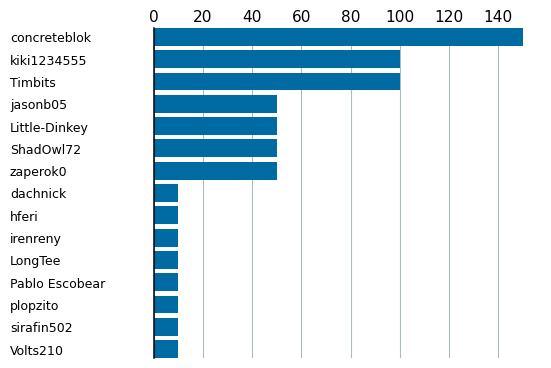 0 20 40 60 80 100 120 140
concreteblok
kiki1234555
Timbits
jasonb05
Little-Dinkey
ShadOwl72
zaperok0
dachnick
hferi
irenreny
LongTee
Pablo Escobear
plopzito
sirafin502
Volts210